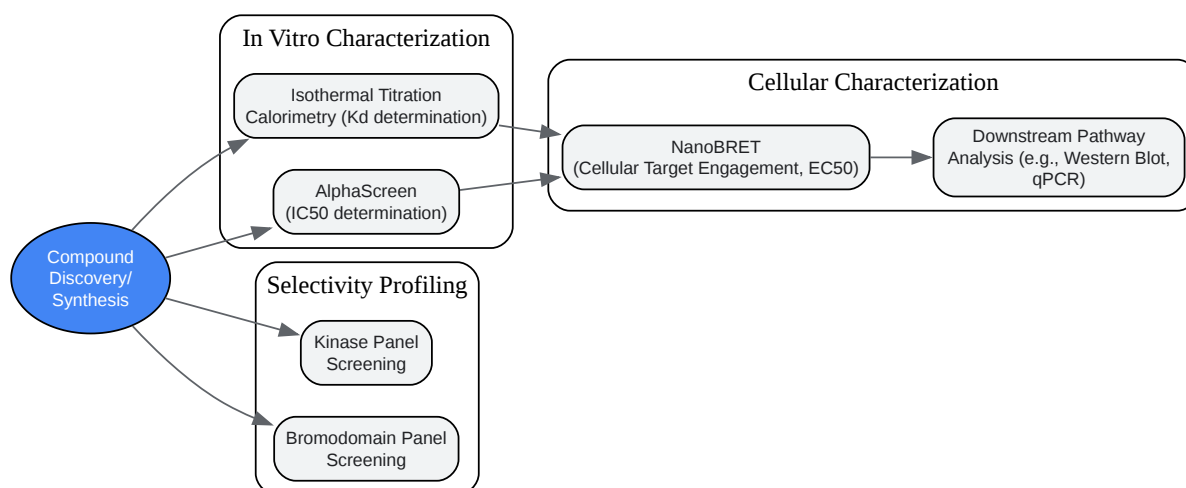 In Vitro Characterization
Isothermal Titration
Calorimetry (Kd determination)
AlphaScreen
(IC50 determination)
Cellular Characterization
NanoBRET
(Cellular Target Engagement, EC50)
Downstream Pathway
Analysis (e.g., Western Blot,
qPCR)
Compound
Discovery/
Synthesis
Selectivity Profiling
Kinase Panel
Screening
Bromodomain Panel
Screening